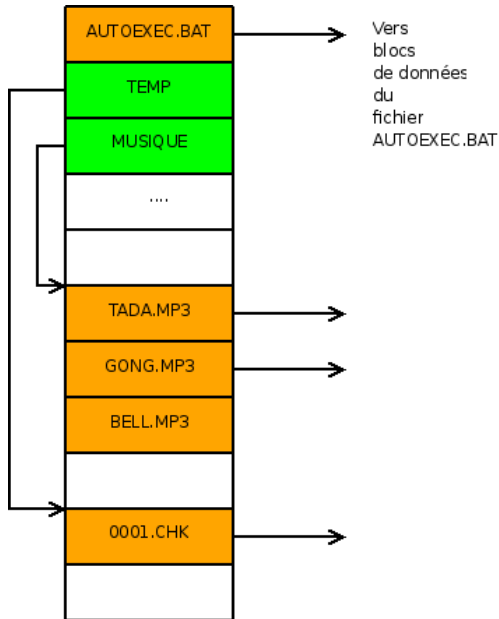 AUTOEXEC.BAT
TEMP
MUSIQUE
....
TADA.MP3
GONG.MP3
BELL.MP3
0001.CHK
Vers
blocs
de données
du
fichier
AUTOEXEC.BAT